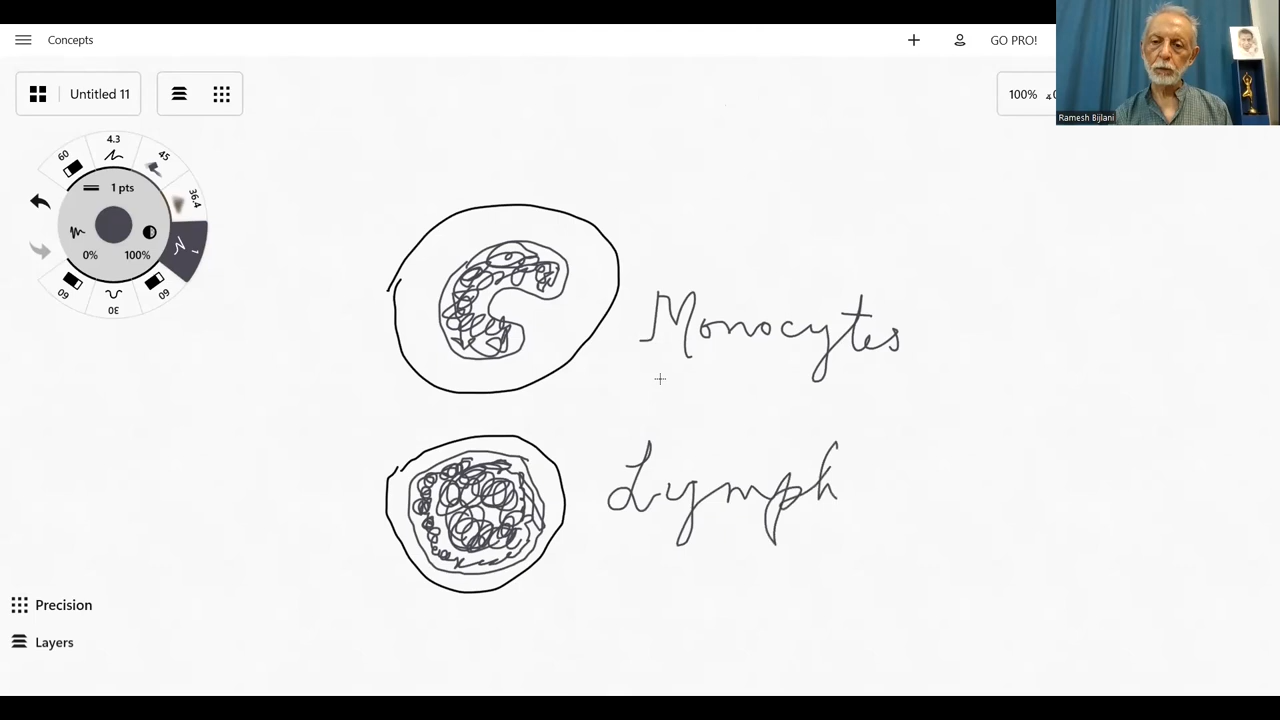 Concepts
GO PRO!
Untitled 11
100%
Ramesh Bijlani
4.3
60
45
36.4
1 pts
0%
100%
1
60
30
60
Monocytes
Lymph
Precision
Layers